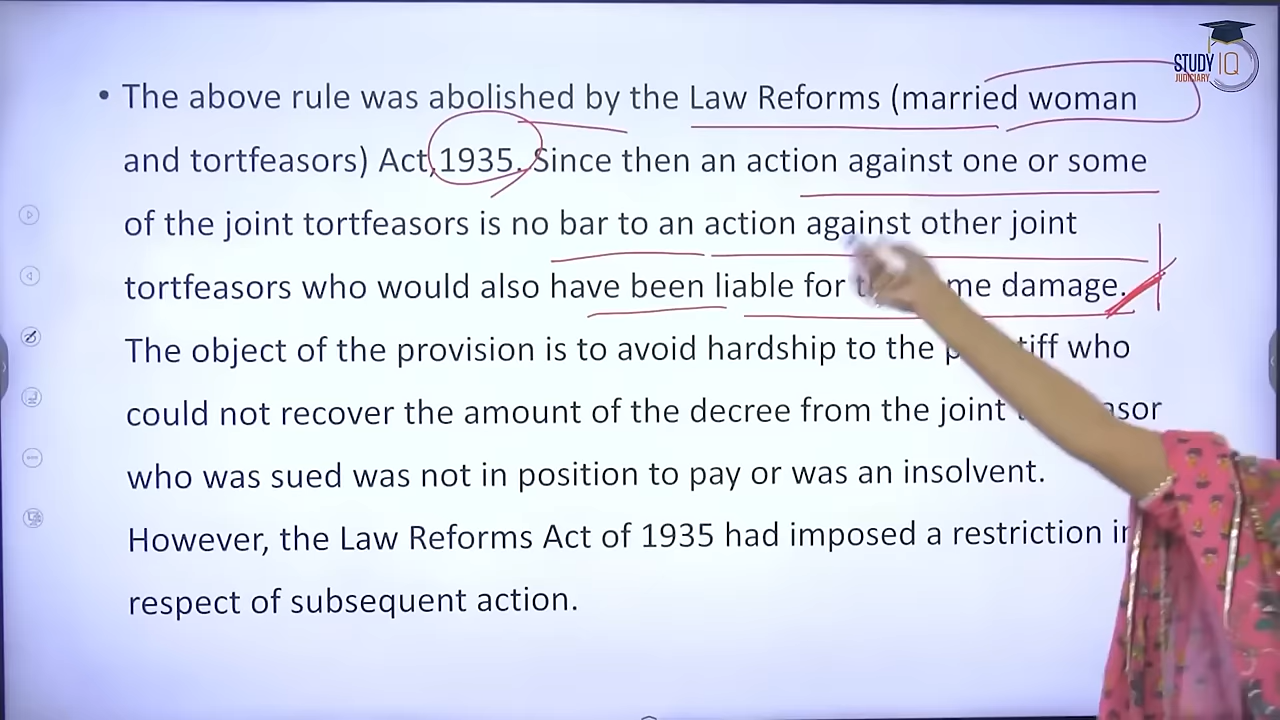 STUDY IQ
JUDICIARY
• The above rule was abolished by the Law Reforms (married woman
and tortfeasors) Act, 1935. Since then an action against one or some
of the joint tortfeasors is no bar to an action against other joint
tortfeasors who would also have been liable for damage.
The object of the provision is to avoid hardship to the who
could not recover the amount of the decree from the joint
who was sued was not in position to pay or was an insolvent.
However, the Law Reforms Act of 1935 had imposed a restriction in
respect of subsequent action.